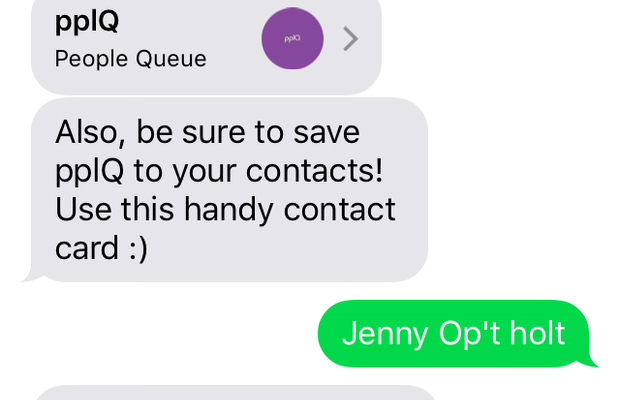 pplQ
People Queue
pplQ
Also, be sure to save
pplQ to your contacts!
Use this handy contact
card :)
Jenny Op't holt